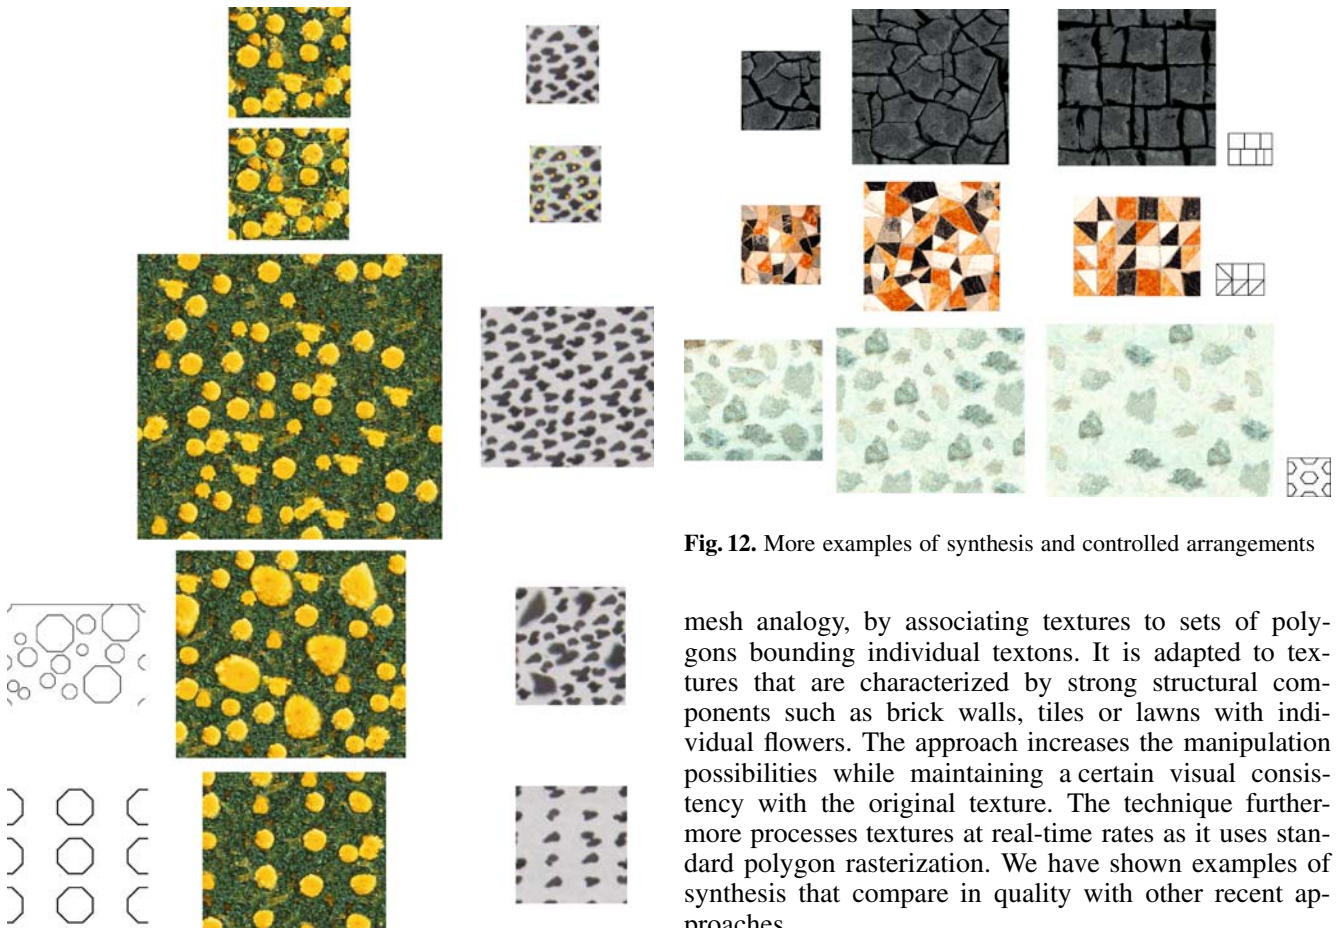 Fig. 12. More examples of synthesis and controlled arrangements
mesh analogy, by associating textures to sets of poly-
gons bounding individual textons. It is adapted to tex-
tures that are characterized by strong structural com-
ponents such as brick walls, tiles or lawns with indi-
vidual flowers. The approach increases the manipulation
possibilities while maintaining a certain visual consis-
tency with the original texture. The technique further-
more processes textures at real-time rates as it uses stan-
dard polygon rasterization. We have shown examples of
synthesis that compare in quality with other recent ap-
proaches.